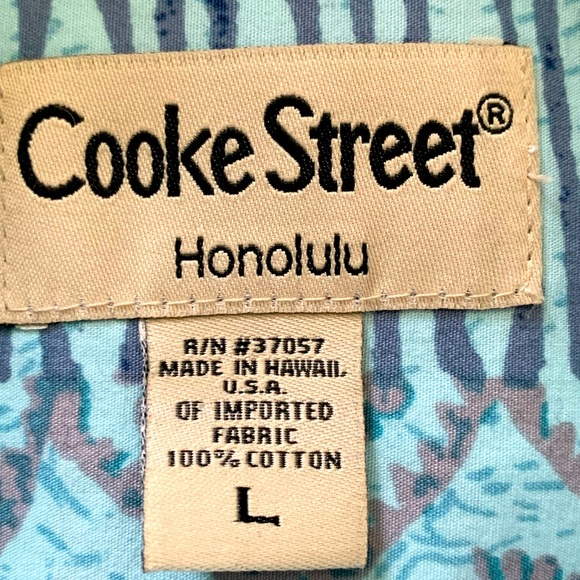 Cooke Street®
Honolulu
R/N #37057
MADE IN HAWAII.
U.S.A.
OF IMPORTED
FABRIC
100% COTTON
L